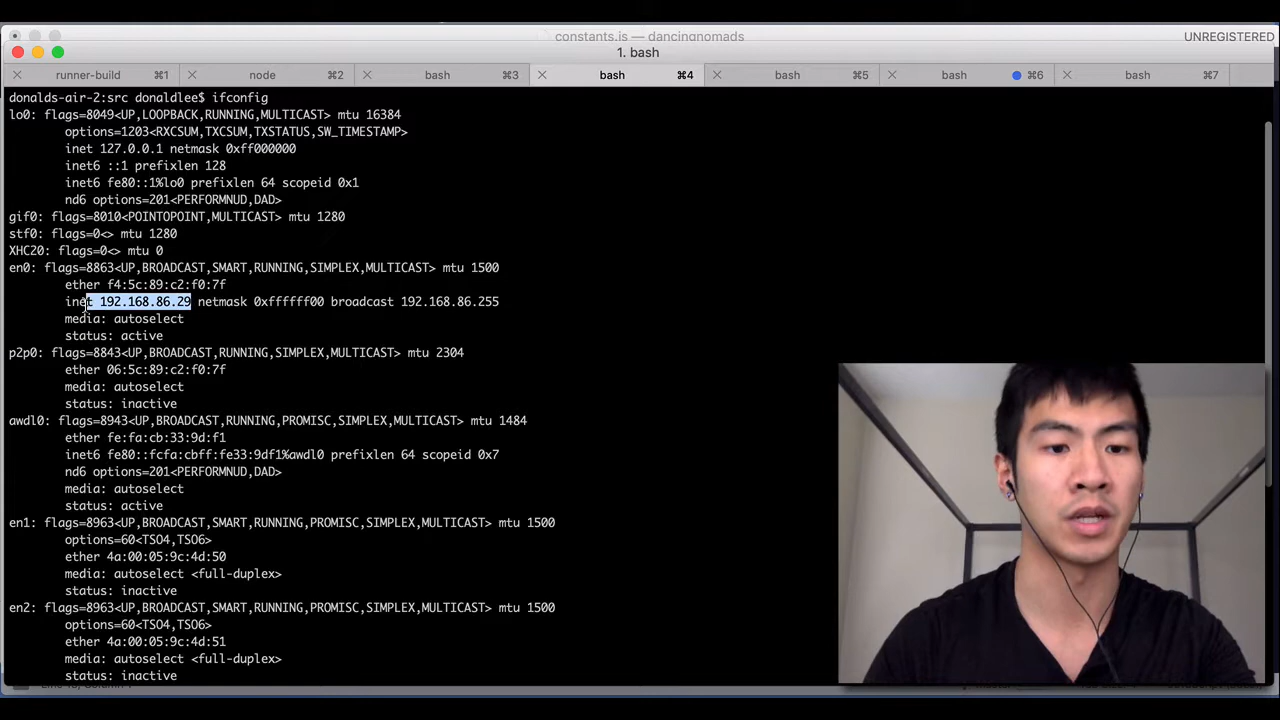 constants.js — dancingnomads
UNREGISTERED
1. bash
runner-build ⌘1 node ⌘2 bash ⌘3 bash ⌘4 bash ⌘5 bash ⌘6 bash ⌘7
donalds-air-2:src donaldlee$ ifconfig
lo0: flags=8049<UP,LOOPBACK,RUNNING,MULTICAST> mtu 16384
options=1203<RXCSUM,TXCSUM,TXSTATUS,SW_TIMESTAMP>
inet 127.0.0.1 netmask 0xff000000
inet6 ::1 prefixlen 128
inet6 fe80::1%lo0 prefixlen 64 scopeid 0x1
nd6 options=201<PERFORMNUD,DAD>
gif0: flags=8010<POINTOPOINT,MULTICAST> mtu 1280
stf0: flags=0<> mtu 1280
XHC20: flags=0<> mtu 0
en0: flags=8863<UP,BROADCAST,SMART,RUNNING,SIMPLEX,MULTICAST> mtu 1500
ether f4:5c:89:c2:f0:7f
inet 192.168.86.29 netmask 0xffffff00 broadcast 192.168.86.255
media: autoselect
status: active
p2p0: flags=8843<UP,BROADCAST,RUNNING,SIMPLEX,MULTICAST> mtu 2304
ether 06:5c:89:c2:f0:7f
media: autoselect
status: inactive
awdl0: flags=8943<UP,BROADCAST,RUNNING,PROMISC,SIMPLEX,MULTICAST> mtu 1484
ether fe:fa:cb:33:9d:f1
inet6 fe80::fcfa:cbff:fe33:9df1%awdl0 prefixlen 64 scopeid 0x7
nd6 options=201<PERFORMNUD,DAD>
media: autoselect
status: active
en1: flags=8963<UP,BROADCAST,SMART,RUNNING,PROMISC,SIMPLEX,MULTICAST> mtu 1500
options=60<TSO4,TSO6>
ether 4a:00:05:9c:4d:50
media: autoselect <full-duplex>
status: inactive
en2: flags=8963<UP,BROADCAST,SMART,RUNNING,PROMISC,SIMPLEX,MULTICAST> mtu 1500
options=60<TSO4,TSO6>
ether 4a:00:05:9c:4d:51
media: autoselect <full-duplex>
status: inactive